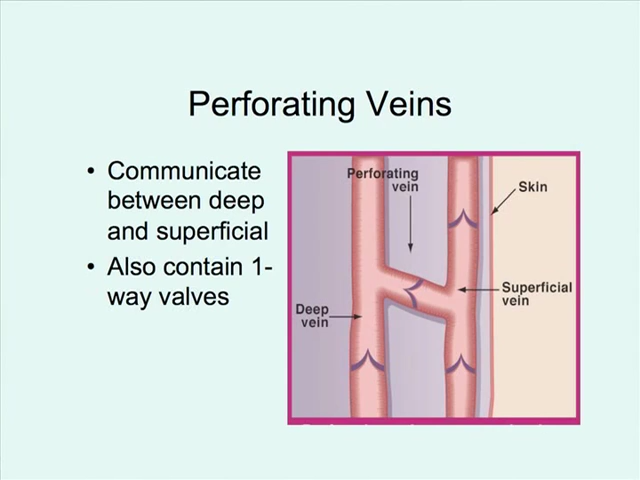 Perforating Veins
• Communicate
between deep
and superficial
• Also contain 1-
way valves
Perforating
vein
Skin
Superficial
vein
Deep
vein